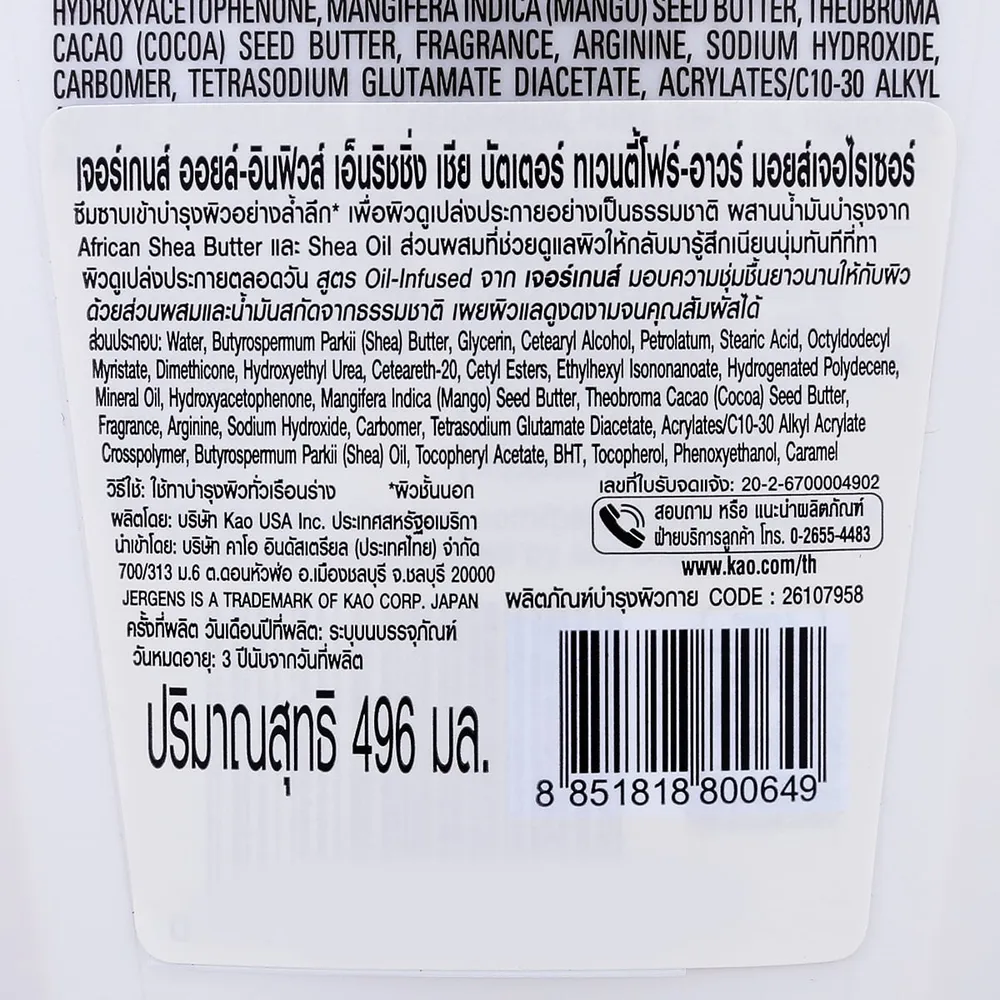 HYDROXYACETOPHENONE, MANGIFERA INDICA (MANGO) SEED BUTTER, THEOBROMA
CACAO (COCOA) SEED BUTTER, FRAGRANCE, ARGININE, SODIUM HYDROXIDE,
CARBOMER, TETRASODIUM GLUTAMATE DIACETATE, ACRYLATES/C10-30 ALKYL
เจอร์เกนส์ ออยล์-อินฟิวส์ เอ็นริชชิ่ง เชีย บัตเตอร์ ทเวนตี้โฟร์-อาวร์ มอยส์เจอไรเซอร์
ซึมซาบเข้าบำรุงผิวอย่างล้ำลึก* เพื่อผิวดูเปล่งประกายอย่างเป็นธรรมชาติ ผสานน้ำมันบำรุงจาก
African Shea Butter และ Shea Oil ส่วนผสมที่ช่วยดูแลผิวให้กลับมารู้สึกเนียนนุ่มทันทีที่ทา
ผิวดูเปล่งประกายตลอดวัน สูตร Oil-Infused จาก เจอร์เกนส์ มอบความชุ่มชื้นยาวนานให้กับผิว
ด้วยส่วนผสมและน้ำมันสกัดจากธรรมชาติ เผยผิวแลดูงดงามจนคุณสัมผัสได้
ส่วนประกอบ: Water, Butyrospermum Parkii (Shea) Butter, Glycerin, Cetearyl Alcohol, Petrolatum, Stearic Acid, Octyldodecyl
Myristate, Dimethicone, Hydroxyethyl Urea, Ceteareth-20, Cetyl Esters, Ethylhexyl Isononanoate, Hydrogenated Polydecene,
Mineral Oil, Hydroxyacetophenone, Mangifera Indica (Mango) Seed Butter, Theobroma Cacao (Cocoa) Seed Butter,
Fragrance, Arginine, Sodium Hydroxide, Carbomer, Tetrasodium Glutamate Diacetate, Acrylates/C10-30 Alkyl Acrylate
Crosspolymer, Butyrospermum Parkii (Shea) Oil, Tocopheryl Acetate, BHT, Tocopherol, Phenoxyethanol, Caramel
วิธีใช้: ใช้ทาบำรุงผิวทั่วเรือนร่าง *ผิวชั้นนอก
เลขที่ใบรับจดแจ้ง: 20-2-6700004902
ผลิตโดย: บริษัท Kao USA Inc. ประเทศสหรัฐอเมริกา
นำเข้าโดย: บริษัท คาโอ อินดัสเตรียล (ประเทศไทย) จำกัด
700/313 ม.6 ต.ดอนหัวฬ่อ อ.เมืองชลบุรี จ.ชลบุรี 20000
JERGENS IS A TRADEMARK OF KAO CORP. JAPAN
ครั้งที่ผลิต วันเดือนปีที่ผลิต: ระบุบนบรรจุภัณฑ์
วันหมดอายุ: 3 ปีนับจากวันที่ผลิต
สอบถาม หรือ แนะนำผลิตภัณฑ์
ฝ่ายบริการลูกค้า โทร. 0-2655-4483
www.kao.com/th
ผลิตภัณฑ์บำรุงผิวกาย CODE : 26107958
ปริมาณสุทธิ 496 มล.
8 851818 800649